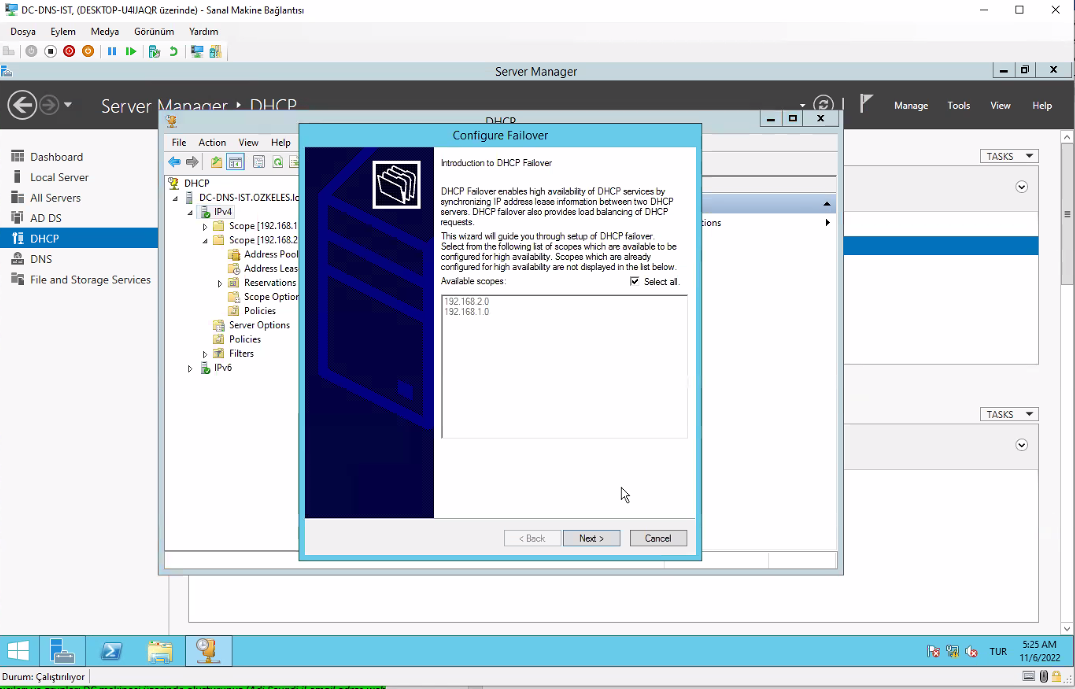 DC-DNS-IST, (DESKTOP-U4IJAQR üzerinde) - Sanal Makine Bağlantısı
Dosya Eylem Medya Görünüm Yardım
Server Manager
Server Manager DHCP
Manage Tools View Help
DHCP
Configure Failover
File Action View Help
Dashboard
Local Server
All Servers
AD DS
DHCP
DNS
File and Storage Services
DHCP
DC-DNS-IST.OZKELES.lo
IPv4
Scope [192.168.1
Scope [192.168.2
Address Pool
Address Leas
Reservations
Scope Option
Policies
Server Options
Policies
Filters
IPv6
Introduction to DHCP Failover
DHCP Failover enables high availability of DHCP services by
synchronizing IP address lease information between two DHCP
servers. DHCP failover also provides load balancing of DHCP
requests.
This wizard will guide you through setup of DHCP failover.
Select from the following list of scopes which are available to be
configured for high availability. Scopes which are already
configured for high availability are not displayed in the list below.
Available scopes: Select all.
192.168.2.0
192.168.1.0
< Back Next > Cancel
tions
TASKS
TASKS
TUR
5:25 AM
11/6/2022
Durum: Çalıştırılıyor